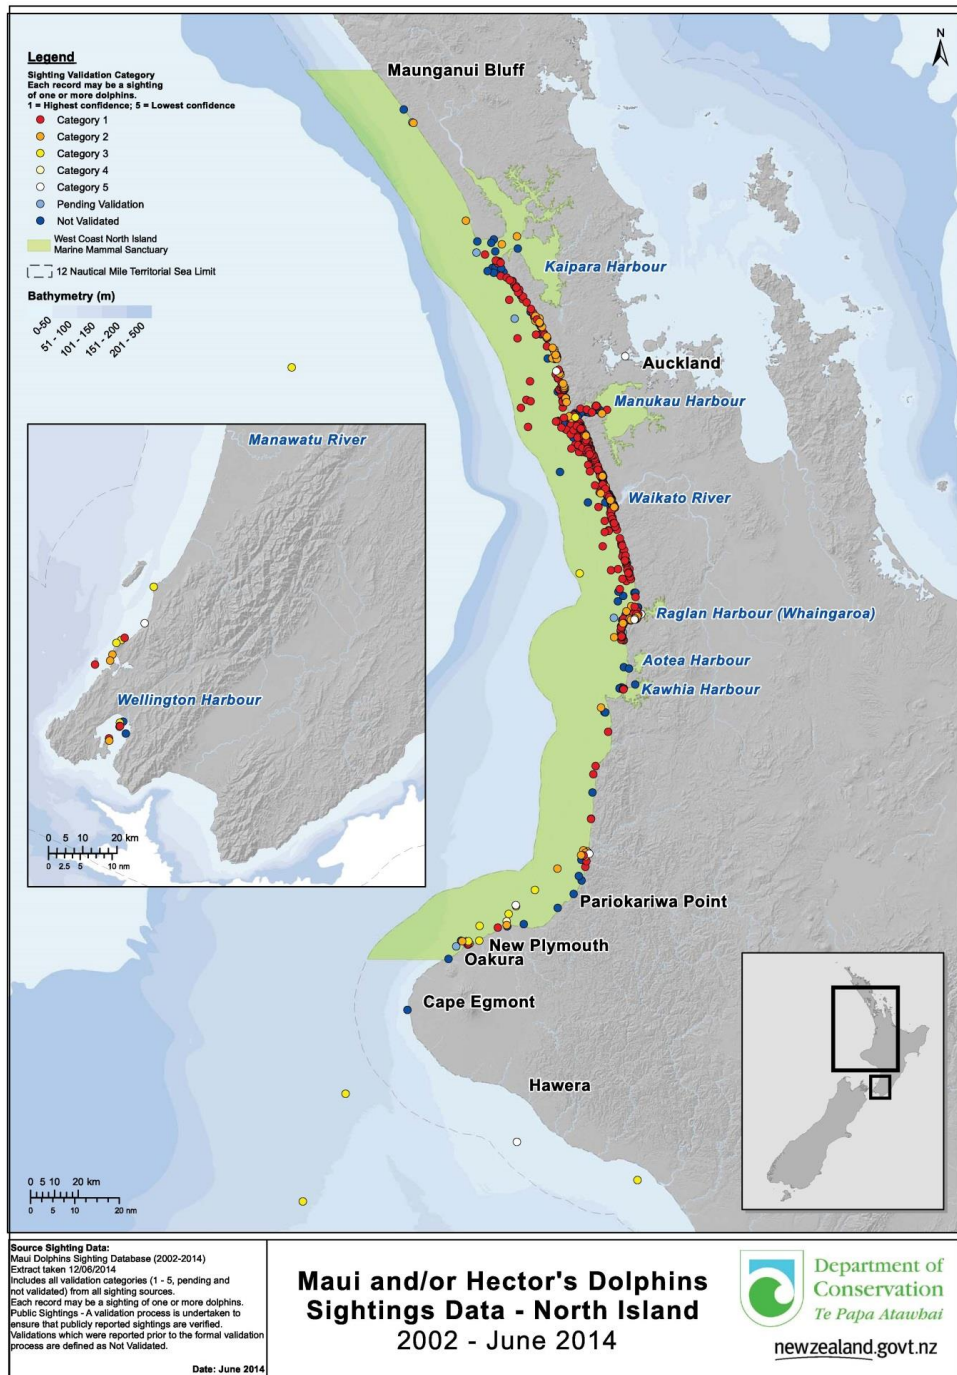 N
Legend
Sighting Validation Category
Each record may be a sighting
of one or more dolphins.
1 = Highest confidence; 5 = Lowest confidence
Category 1
Category 2
Category 3
Category 4
Category 5
Pending Validation
Not Validated
West Coast North Island
Marine Mammal Sanctuary
12 Nautical Mile Territorial Sea Limit
Bathymetry (m)
0-50
51 - 100
101 - 150
151 - 200
201 - 500
Maunganui Bluff
Kaipara Harbour
Auckland
Manukau Harbour
Waikato River
Raglan Harbour (Whaingaroa)
Aotea Harbour
Kawhia Harbour
Pariokariwa Point
New Plymouth
Oakura
Cape Egmont
Hawera
Manawatu River
Wellington Harbour
0 5 10 20 km
0 2.5 5 10 nm
0 5 10 20 km
0 5 10 20 nm
Source Sighting Data:
Maui Dolphins Sighting Database (2002-2014)
Extract taken 12/06/2014
Includes all validation categories (1 - 5, pending and
not validated) from all sighting sources.
Each record may be a sighting of one or more dolphins.
Public Sightings - A validation process is undertaken to
ensure that publicly reported sightings are verified.
Validations which were reported prior to the formal validation
process are defined as Not Validated.
Date: June 2014
Maui and/or Hector's Dolphins
Sightings Data - North Island
2002 - June 2014
Department of
Conservation
Te Papa Atawhai
newzealand.govt.nz